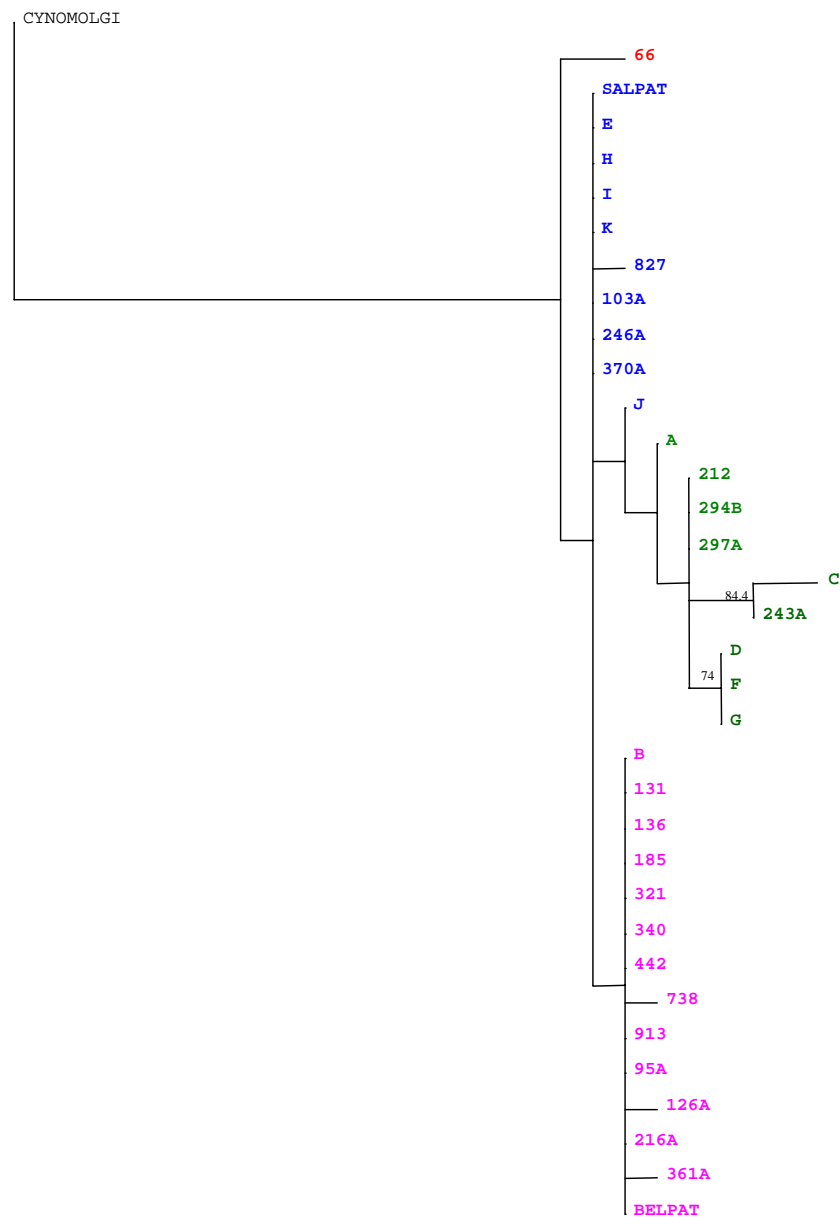 CYNOMOLGI
66
SALPAT
E
H
I
K
827
103A
246A
370A
J
A
212
294B
297A
C
84.4
243A
D
74
F
G
B
131
136
185
321
340
442
738
913
95A
126A
216A
361A
BELPAT